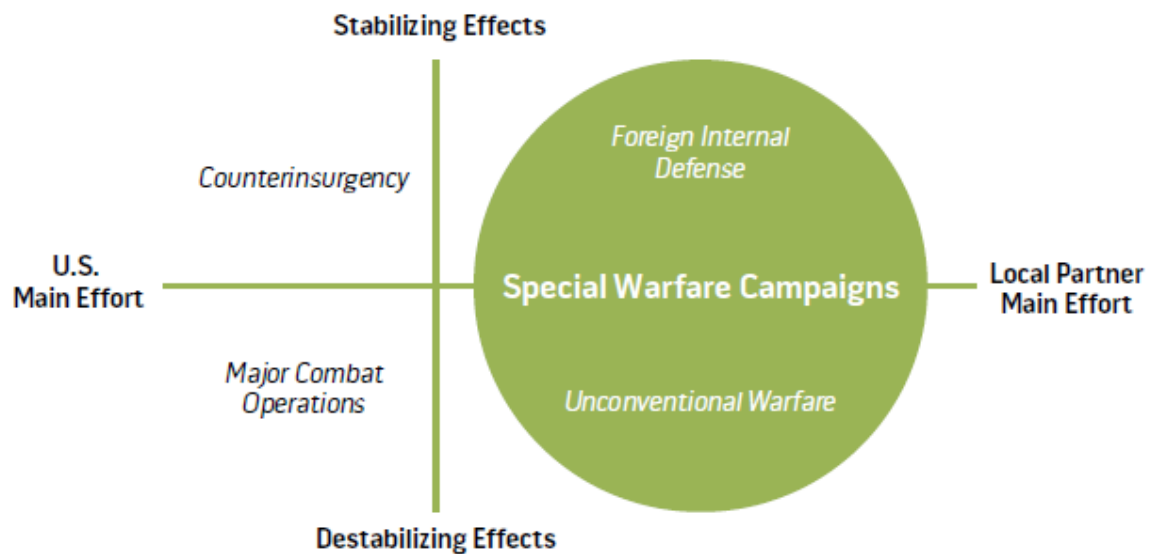 Stabilizing Effects
Foreign Internal
Defense
Counterinsurgency
U.S.
Main Effort
Special Warfare Campaigns
Local Partner
Main Effort
Major Combat
Operations
Unconventional Warfare
Destabilizing Effects